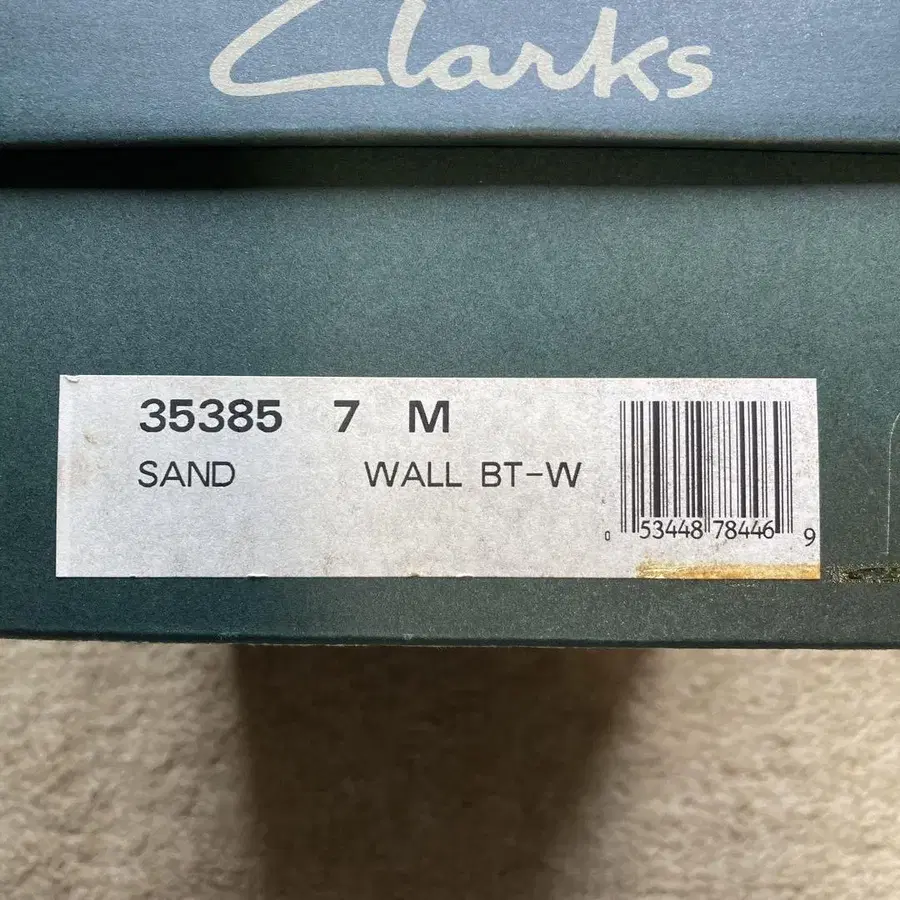 Clarks
35385 7 M
SAND WALL BT-W
0 53448 78446 9